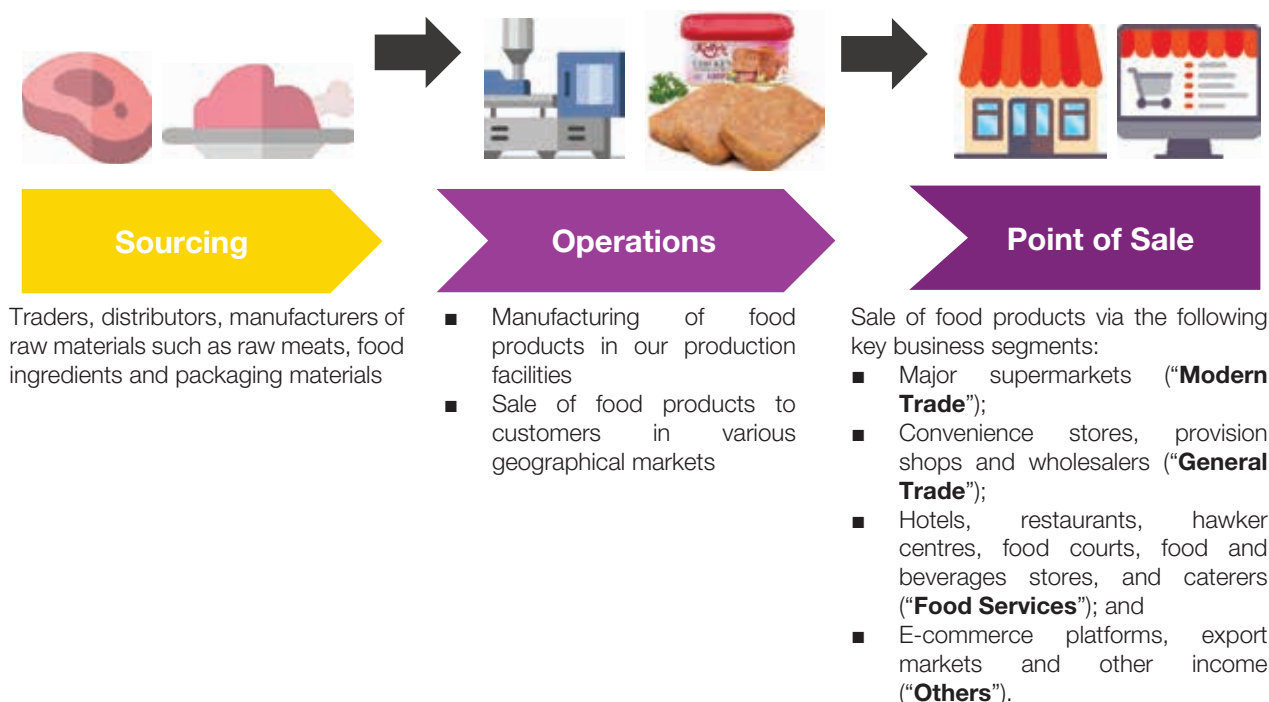 Kelly's
CHICKEN
Sourcing
Operations
Point of Sale
Traders, distributors, manufacturers of
raw materials such as raw meats, food
ingredients and packaging materials
■ Manufacturing of food
products in our production
facilities
■ Sale of food products to
customers in various
geographical markets
Sale of food products via the following
key business segments:
■ Major supermarkets (“Modern
Trade”);
■ Convenience stores, provision
shops and wholesalers (“General
Trade”);
■ Hotels, restaurants, hawker
centres, food courts, food and
beverages stores, and caterers
(“Food Services”); and
■ E-commerce platforms, export
markets and other income
(“Others”).